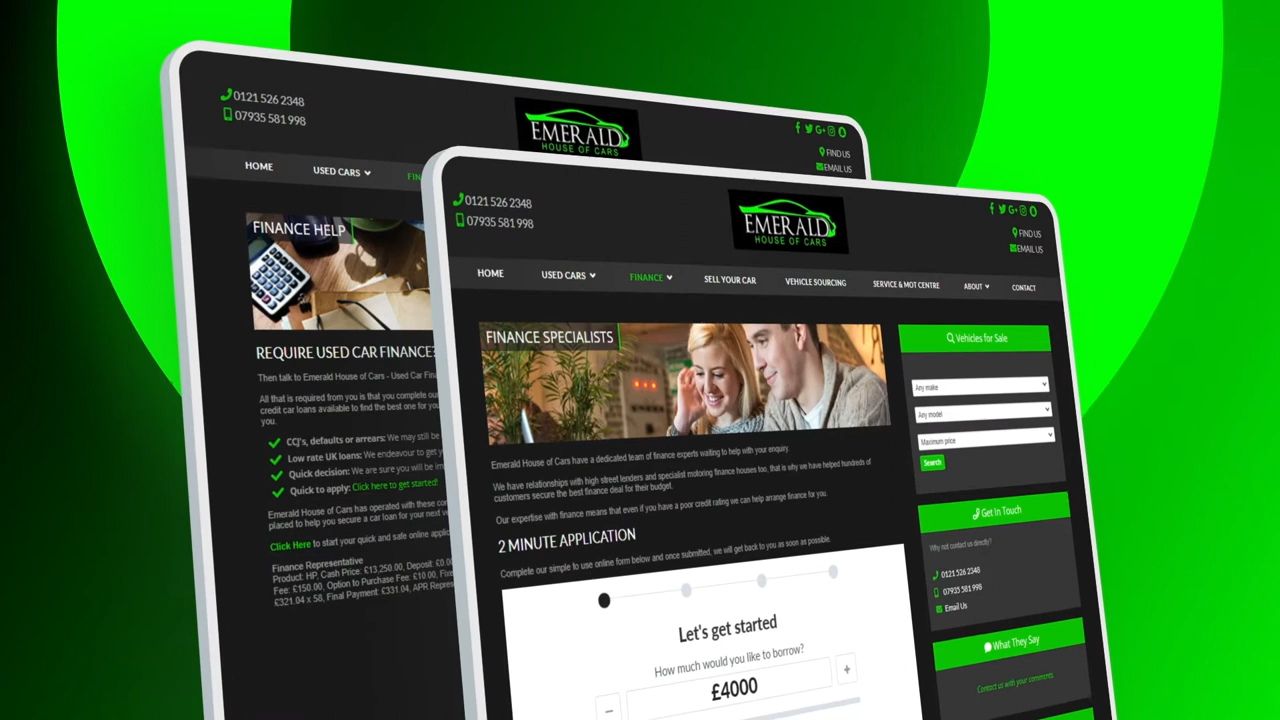 0121 526 2348
07935 581 998
EMERALD
HOUSE OF CARS
FIND US
EMAIL US
HOME
USED CARS
FINANCE HELP
REQUIRE USED CAR FINANCE?
Then talk to Emerald House of Cars - Used Car
All that is required from you is that you complete
credit car loans available to find the best one for
you.
CCJ's, defaults or arrears: We may still be
Low rate UK loans: We endeavour to get
Quick decision: We are sure you will be
Quick to apply: Click here to get started!
Emerald House of Cars has operated with these
placed to help you secure a car loan for your next
Click Here to start your quick and safe online
Finance Representative
Product: HP, Cash Price: £13,250.00, Deposit:
Fee: £150.00, Option to Purchase Fee: £10.00,
£321.04 x 58, Final Payment: £331.04, APR
0121 526 2348
07935 581 998
EMERALD
HOUSE OF CARS
G+
FIND US
EMAIL US
HOME
USED CARS
FINANCE
SELL YOUR CAR
VEHICLE SOURCING
SERVICE & MOT CENTRE
ABOUT
CONTACT
FINANCE SPECIALISTS
Emerald House of Cars have a dedicated team of finance experts waiting to help with your enquiry.
We have relationships with high street lenders and specialist motoring finance houses too, that is why we have helped hundreds of
customers secure the best finance deal for their budget.
Our expertise with finance means that even if you have a poor credit rating we can help arrange finance for you.
2 MINUTE APPLICATION
Complete our simple to use online form below and once submitted, we will get back to you as soon as possible.
Let's get started
How much would you like to borrow?
− £4000 +
Vehicles for Sale
Any make
Any model
Maximum price
Search
Get In Touch
Why not contact us directly?
0121 526 2348
07935 581 998
Email Us
What They Say
Contact us with your comments